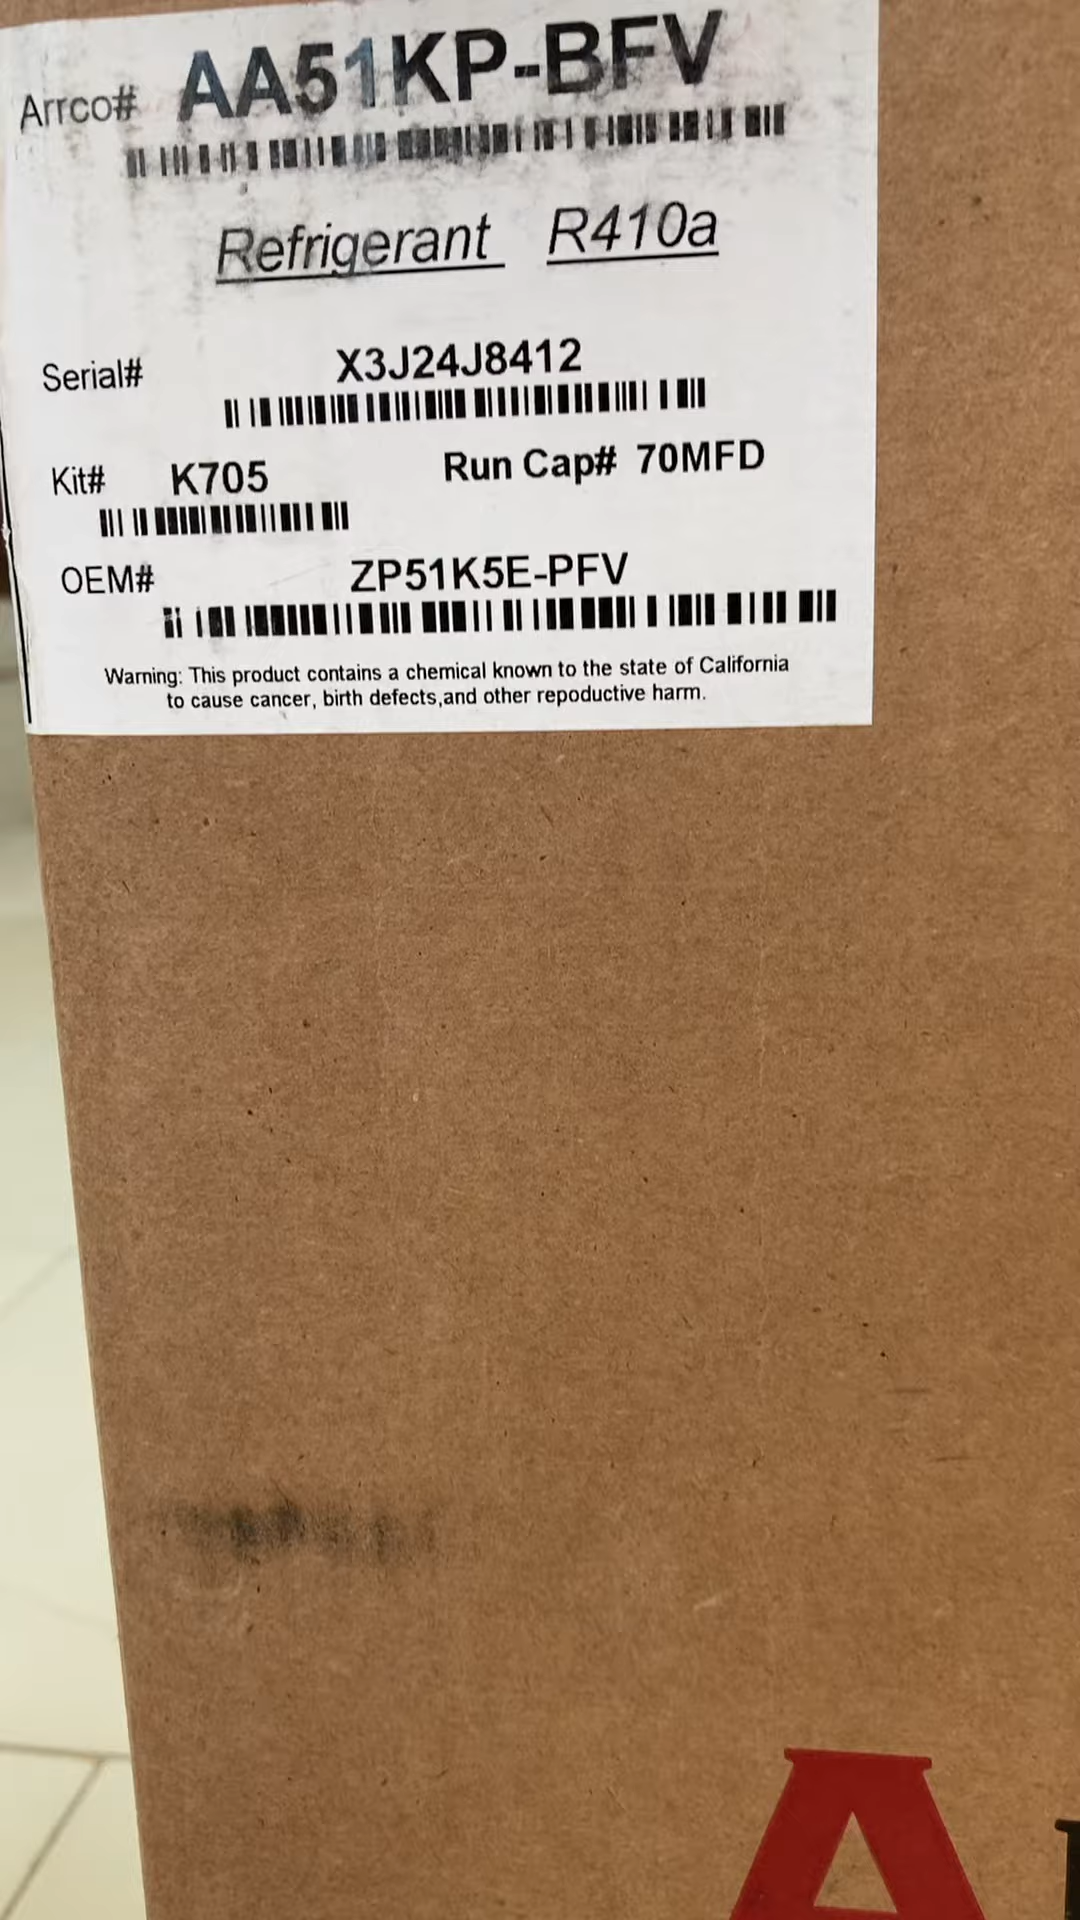 Arrco# AA51KP-BFV
Refrigerant R410a
Serial# X3J24J8412
Kit# K705 Run Cap# 70MFD
OEM# ZP51K5E-PFV
Warning: This product contains a chemical known to the state of California
to cause cancer, birth defects,and other repoductive harm.
A